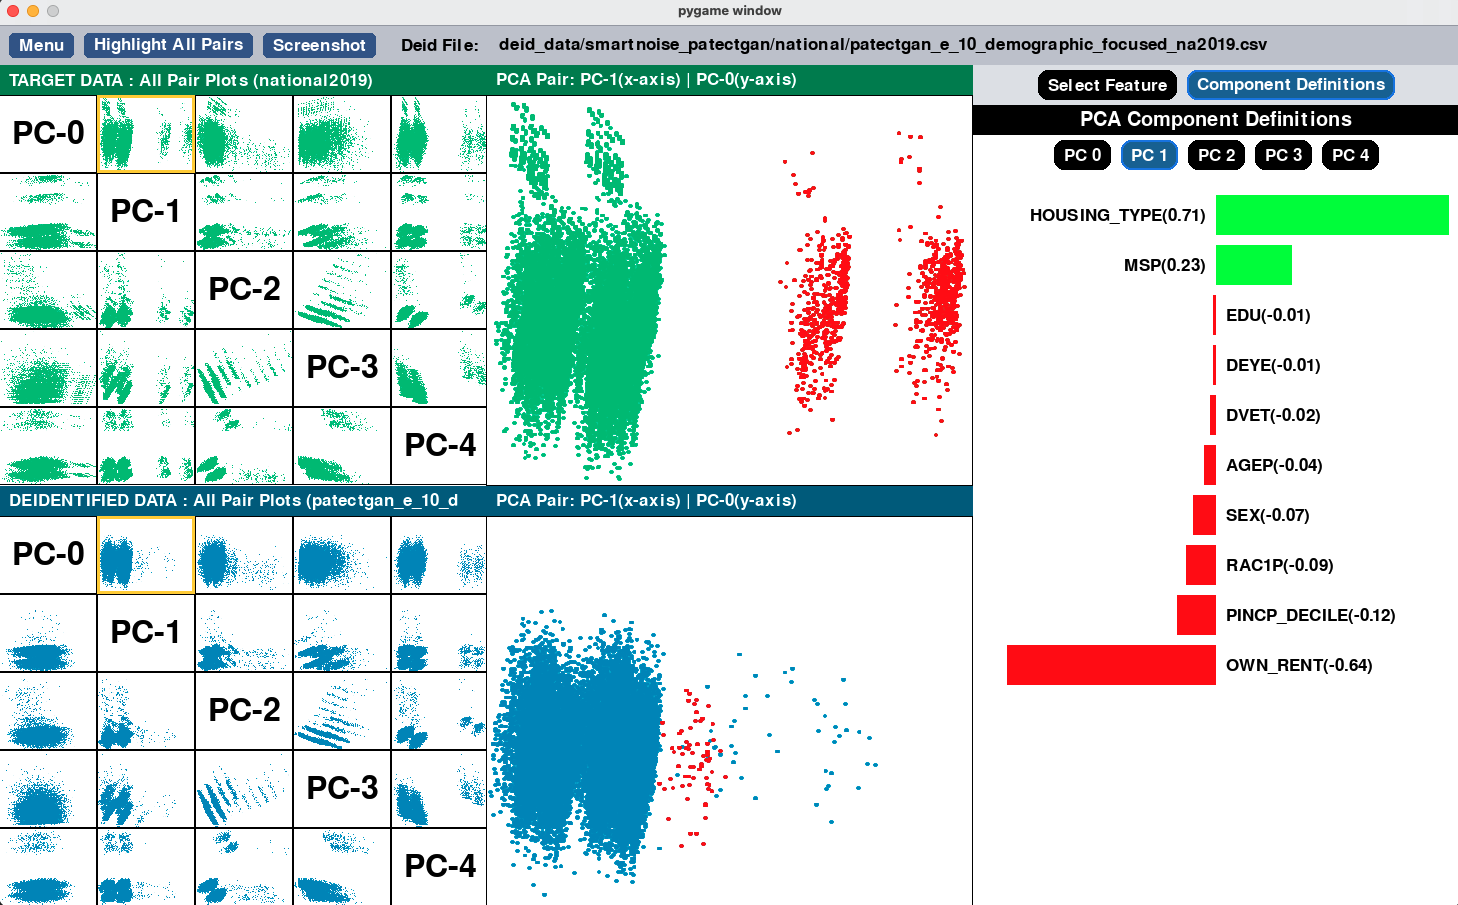 pygame window
Menu Highlight All Pairs Screenshot Deid File: deid_data/smartnoise_patectgan/national/patectgan_e_10_demographic_focused_na2019.csv
TARGET DATA : All Pair Plots (national2019)
PCA Pair: PC-1(x-axis) | PC-0(y-axis)
PC-0
PC-1
PC-2
PC-3
PC-4
DEIDENTIFIED DATA : All Pair Plots (patectgan_e_10_d
PCA Pair: PC-1(x-axis) | PC-0(y-axis)
PC-0
PC-1
PC-2
PC-3
PC-4
Select Feature Component Definitions
PCA Component Definitions
PC 0 PC 1 PC 2 PC 3 PC 4
HOUSING_TYPE(0.71)
MSP(0.23)
EDU(-0.01)
DEYE(-0.01)
DVET(-0.02)
AGEP(-0.04)
SEX(-0.07)
RAC1P(-0.09)
PINCP_DECILE(-0.12)
OWN_RENT(-0.64)